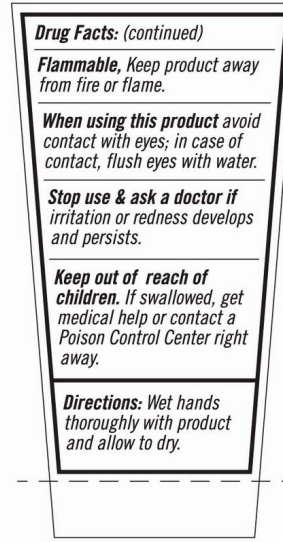 Drug Facts: (continued)
Flammable, Keep product away
from fire or flame.
When using this product avoid
contact with eyes; in case of
contact, flush eyes with water.
Stop use & ask a doctor if
irritation or redness develops
and persists.
Keep out of reach of
children. If swallowed, get
medical help or contact a
Poison Control Center right
away.
Directions: Wet hands
thoroughly with product
and allow to dry.